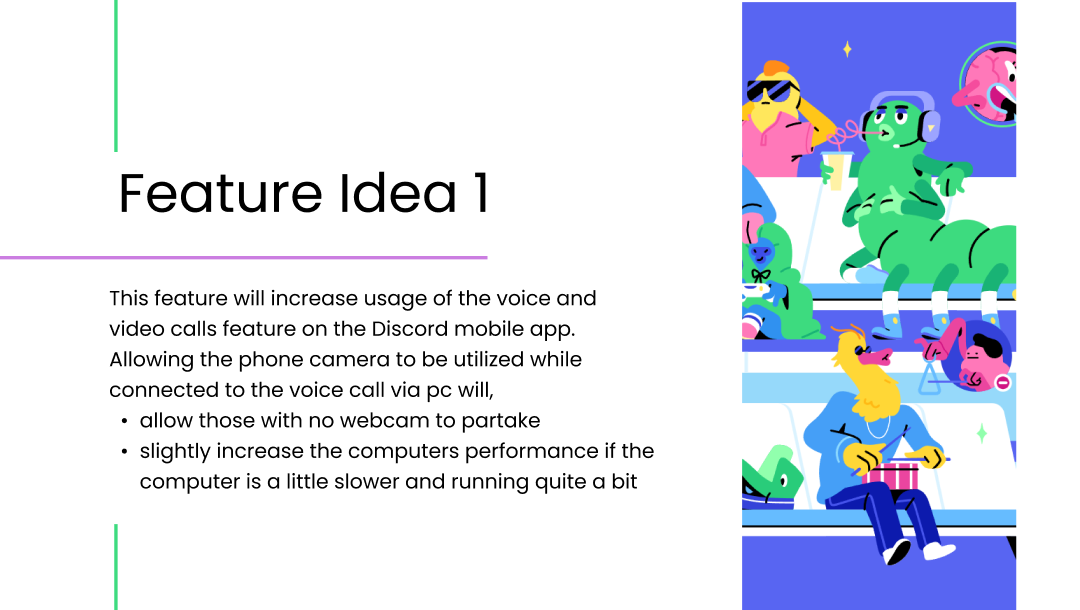 Feature Idea 1
This feature will increase usage of the voice and
video calls feature on the Discord mobile app.
Allowing the phone camera to be utilized while
connected to the voice call via pc will,
• allow those with no webcam to partake
• slightly increase the computers performance if the
computer is a little slower and running quite a bit